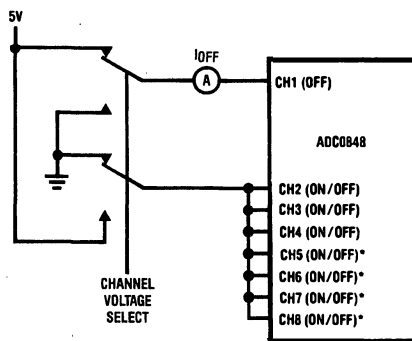 5V
IOFF
A
CH1 (OFF)
ADC0848
CH2 (ON/OFF)
CH3 (ON/OFF)
CH4 (ON/OFF)
CH5 (ON/OFF)*
CH6 (ON/OFF)*
CH7 (ON/OFF)*
CH8 (ON/OFF)*
CHANNEL
VOLTAGE
SELECT